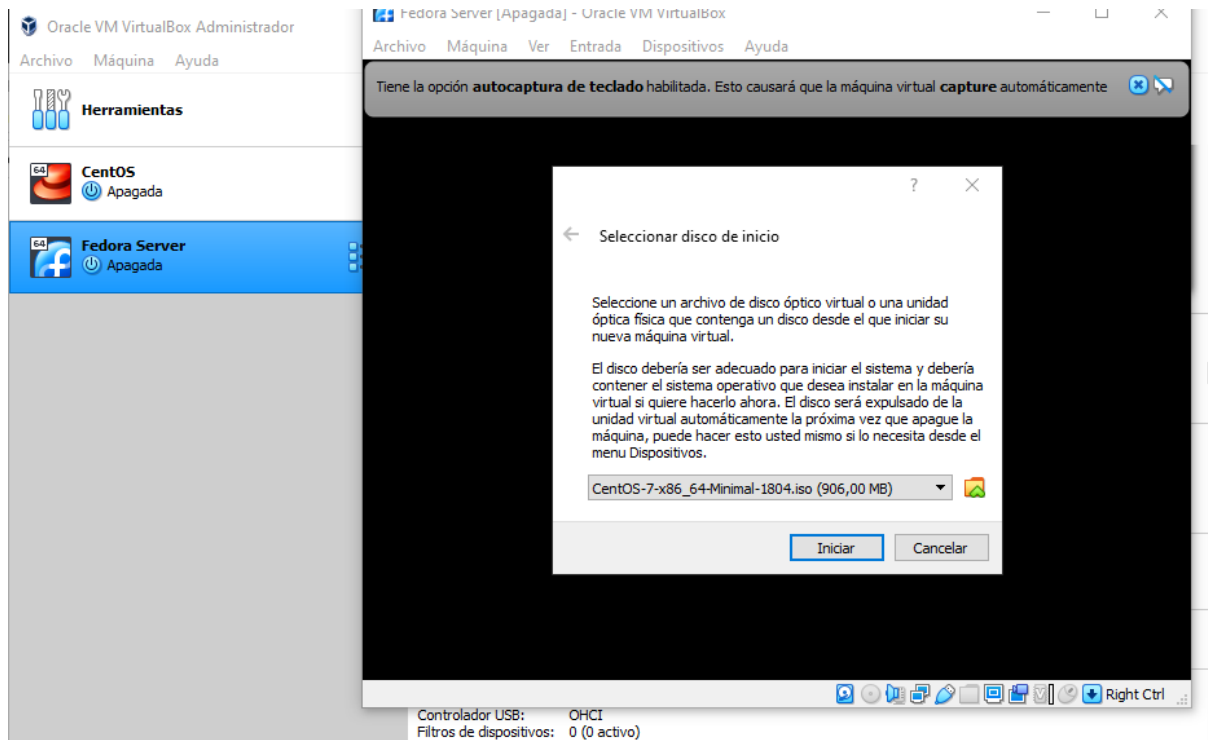 Oracle VM VirtualBox Administrador
Archivo Máquina Ayuda
Herramientas
64
CentOS
Apagada
64
Fedora Server
Apagada
Fedora Server [Apagada] - Oracle VM VirtualBox
Archivo Máquina Ver Entrada Dispositivos Ayuda
Tiene la opción autocaptura de teclado habilitada. Esto causará que la máquina virtual capture automáticamente
?
Seleccionar disco de inicio
Seleccione un archivo de disco óptico virtual o una unidad
óptica física que contenga un disco desde el que iniciar su
nueva máquina virtual.
El disco debería ser adecuado para iniciar el sistema y debería
contener el sistema operativo que desea instalar en la máquina
virtual si quiere hacerlo ahora. El disco será expulsado de la
unidad virtual automáticamente la próxima vez que apague la
máquina, puede hacer esto usted mismo si lo necesita desde el
menu Dispositivos.
CentOS-7-x86_64-Minimal-1804.iso (906,00 MB)
Iniciar Cancelar
Right Ctrl
Controlador USB: OHCI
Filtros de dispositivos: 0 (0 activo)